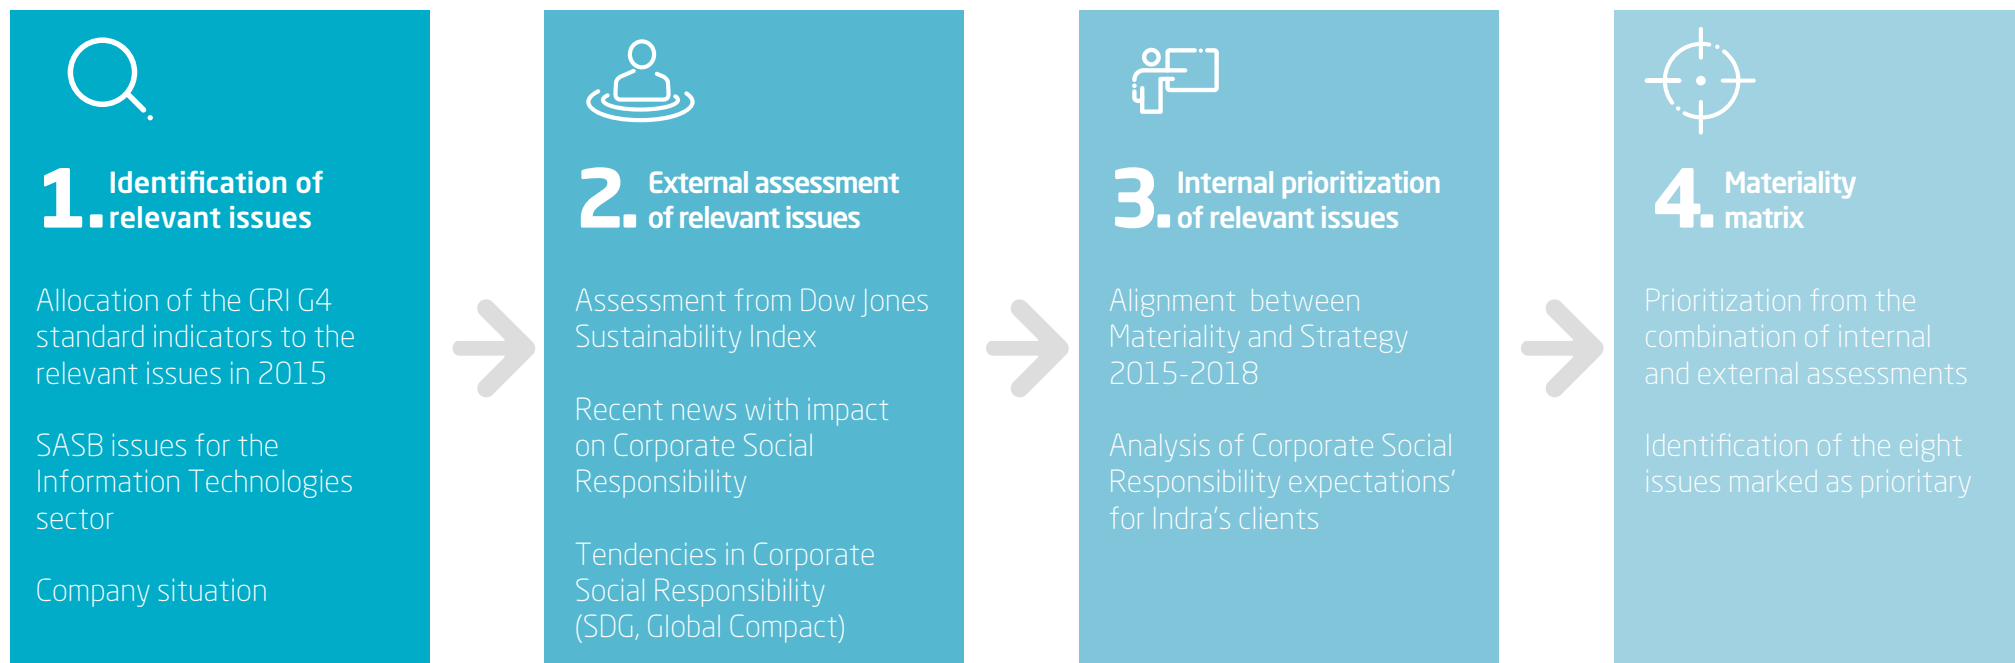 1. Identification of
relevant issues
Allocation of the GRI G4
standard indicators to the
relevant issues in 2015
SASB issues for the
Information Technologies
sector
Company situation
2. External assessment
of relevant issues
Assessment from Dow Jones
Sustainability Index
Recent news with impact
on Corporate Social
Responsibility
Tendencies in Corporate
Social Responsibility
(SDG, Global Compact)
3. Internal prioritization
of relevant issues
Alignment between
Materiality and Strategy
2015-2018
Analysis of Corporate Social
Responsibility expectations’
for Indra’s clients
4. Materiality
matrix
Prioritization from the
combination of internal
and external assessments
Identification of the eight
issues marked as prioritary